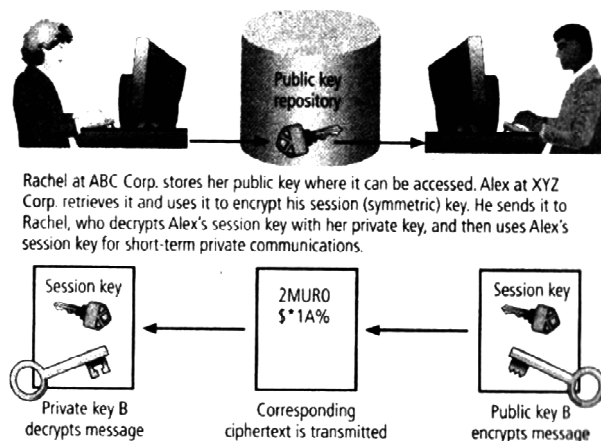 Public key
repository
Rachel at ABC Corp. stores her public key where it can be accessed. Alex at XYZ
Corp. retrieves it and uses it to encrypt his session (symmetric) key. He sends it to
Rachel, who decrypts Alex's session key with her private key, and then uses Alex's
session key for short-term private communications.
Session key
2MUR0
$*1A%
Session key
Private key B
decrypts message
Corresponding
ciphertext is transmitted
Public key B
encrypts message